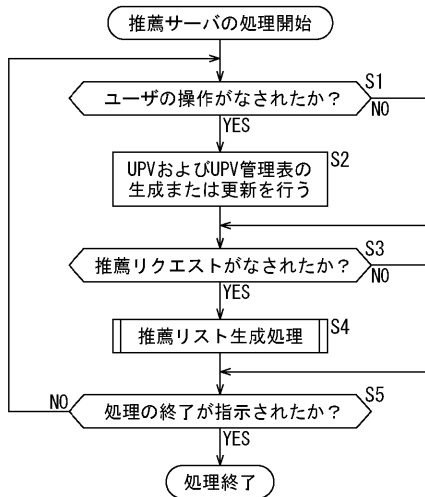 推薦サーバの処理開始
S1
ユーザの操作がなされたか？
NO
YES
S2
UPVおよびUPV管理表の
生成または更新を行う
S3
推薦リクエストがなされたか？
NO
YES
S4
推薦リスト生成処理
S5
NO
処理の終了が指示されたか？
YES
処理終了